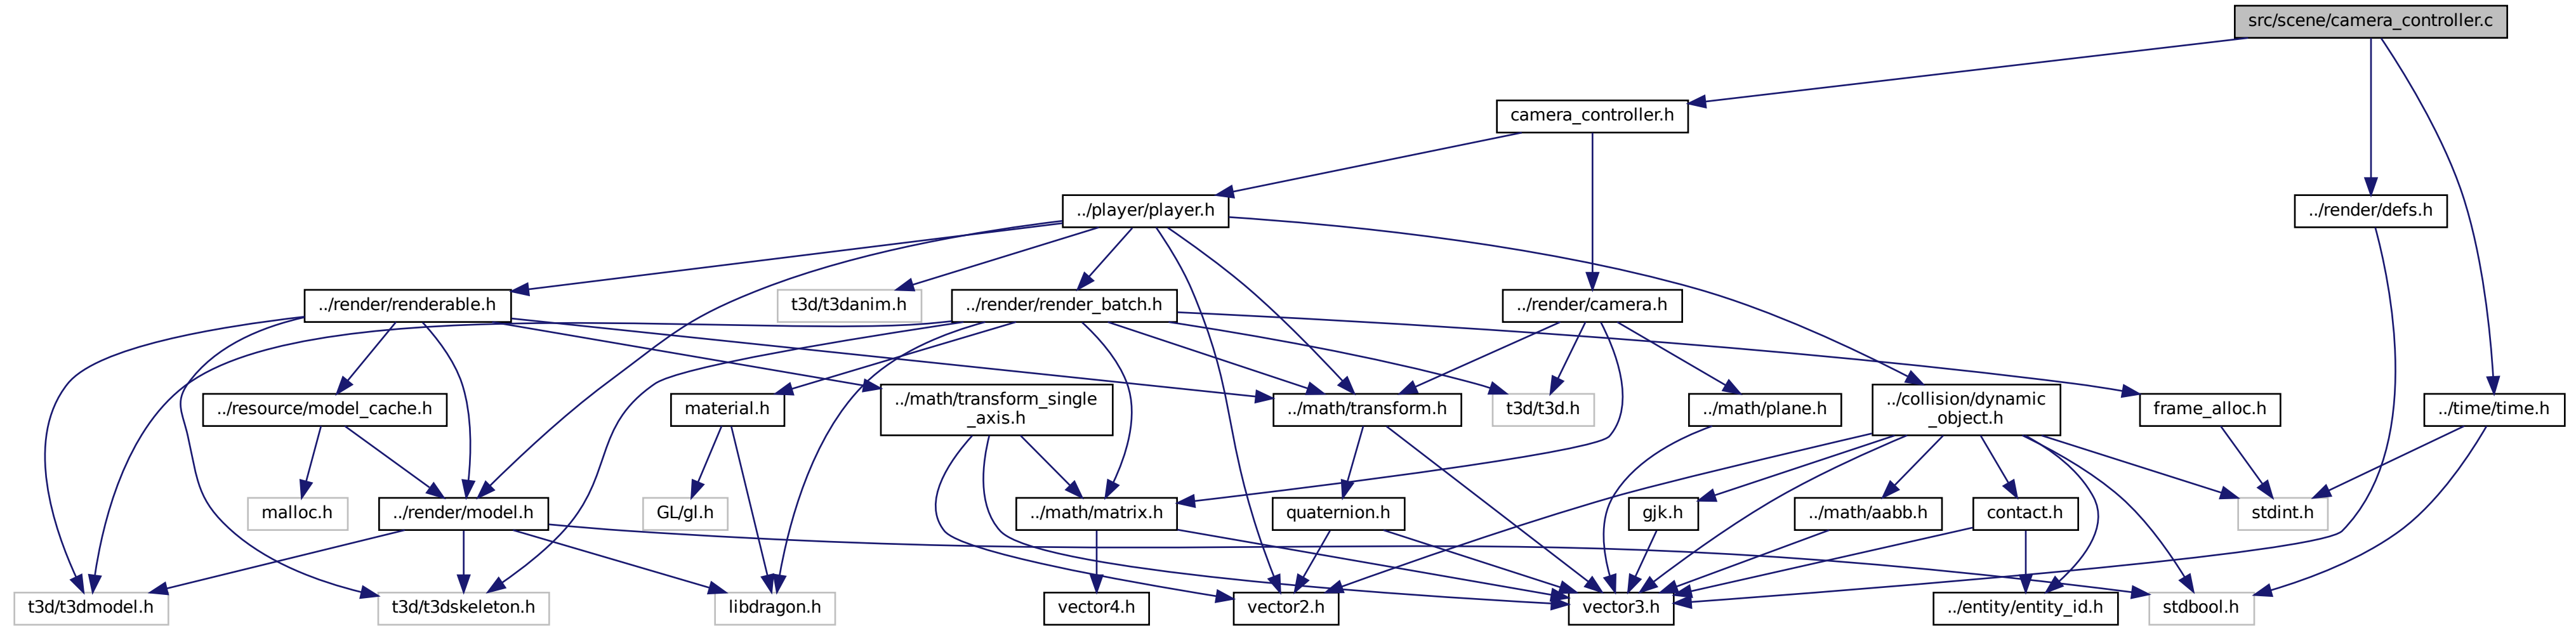 src/scene/camera_controller.c
camera_controller.h
../player/player.h
../render/defs.h
../render/renderable.h
t3d/t3danim.h
../render/render_batch.h
../render/camera.h
../resource/model_cache.h
material.h
../math/transform_single
_axis.h
../math/transform.h
t3d/t3d.h
../math/plane.h
../collision/dynamic
_object.h
frame_alloc.h
../time/time.h
malloc.h
../render/model.h
GL/gl.h
../math/matrix.h
quaternion.h
gjk.h
../math/aabb.h
contact.h
stdint.h
t3d/t3dmodel.h
t3d/t3dskeleton.h
libdragon.h
vector4.h
vector2.h
vector3.h
../entity/entity_id.h
stdbool.h